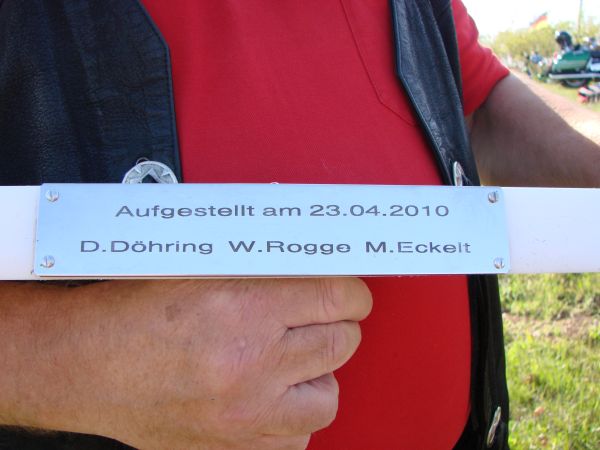 Aufgestellt am 23.04.2010
D.Döhring W.Rogge M.Eckelt